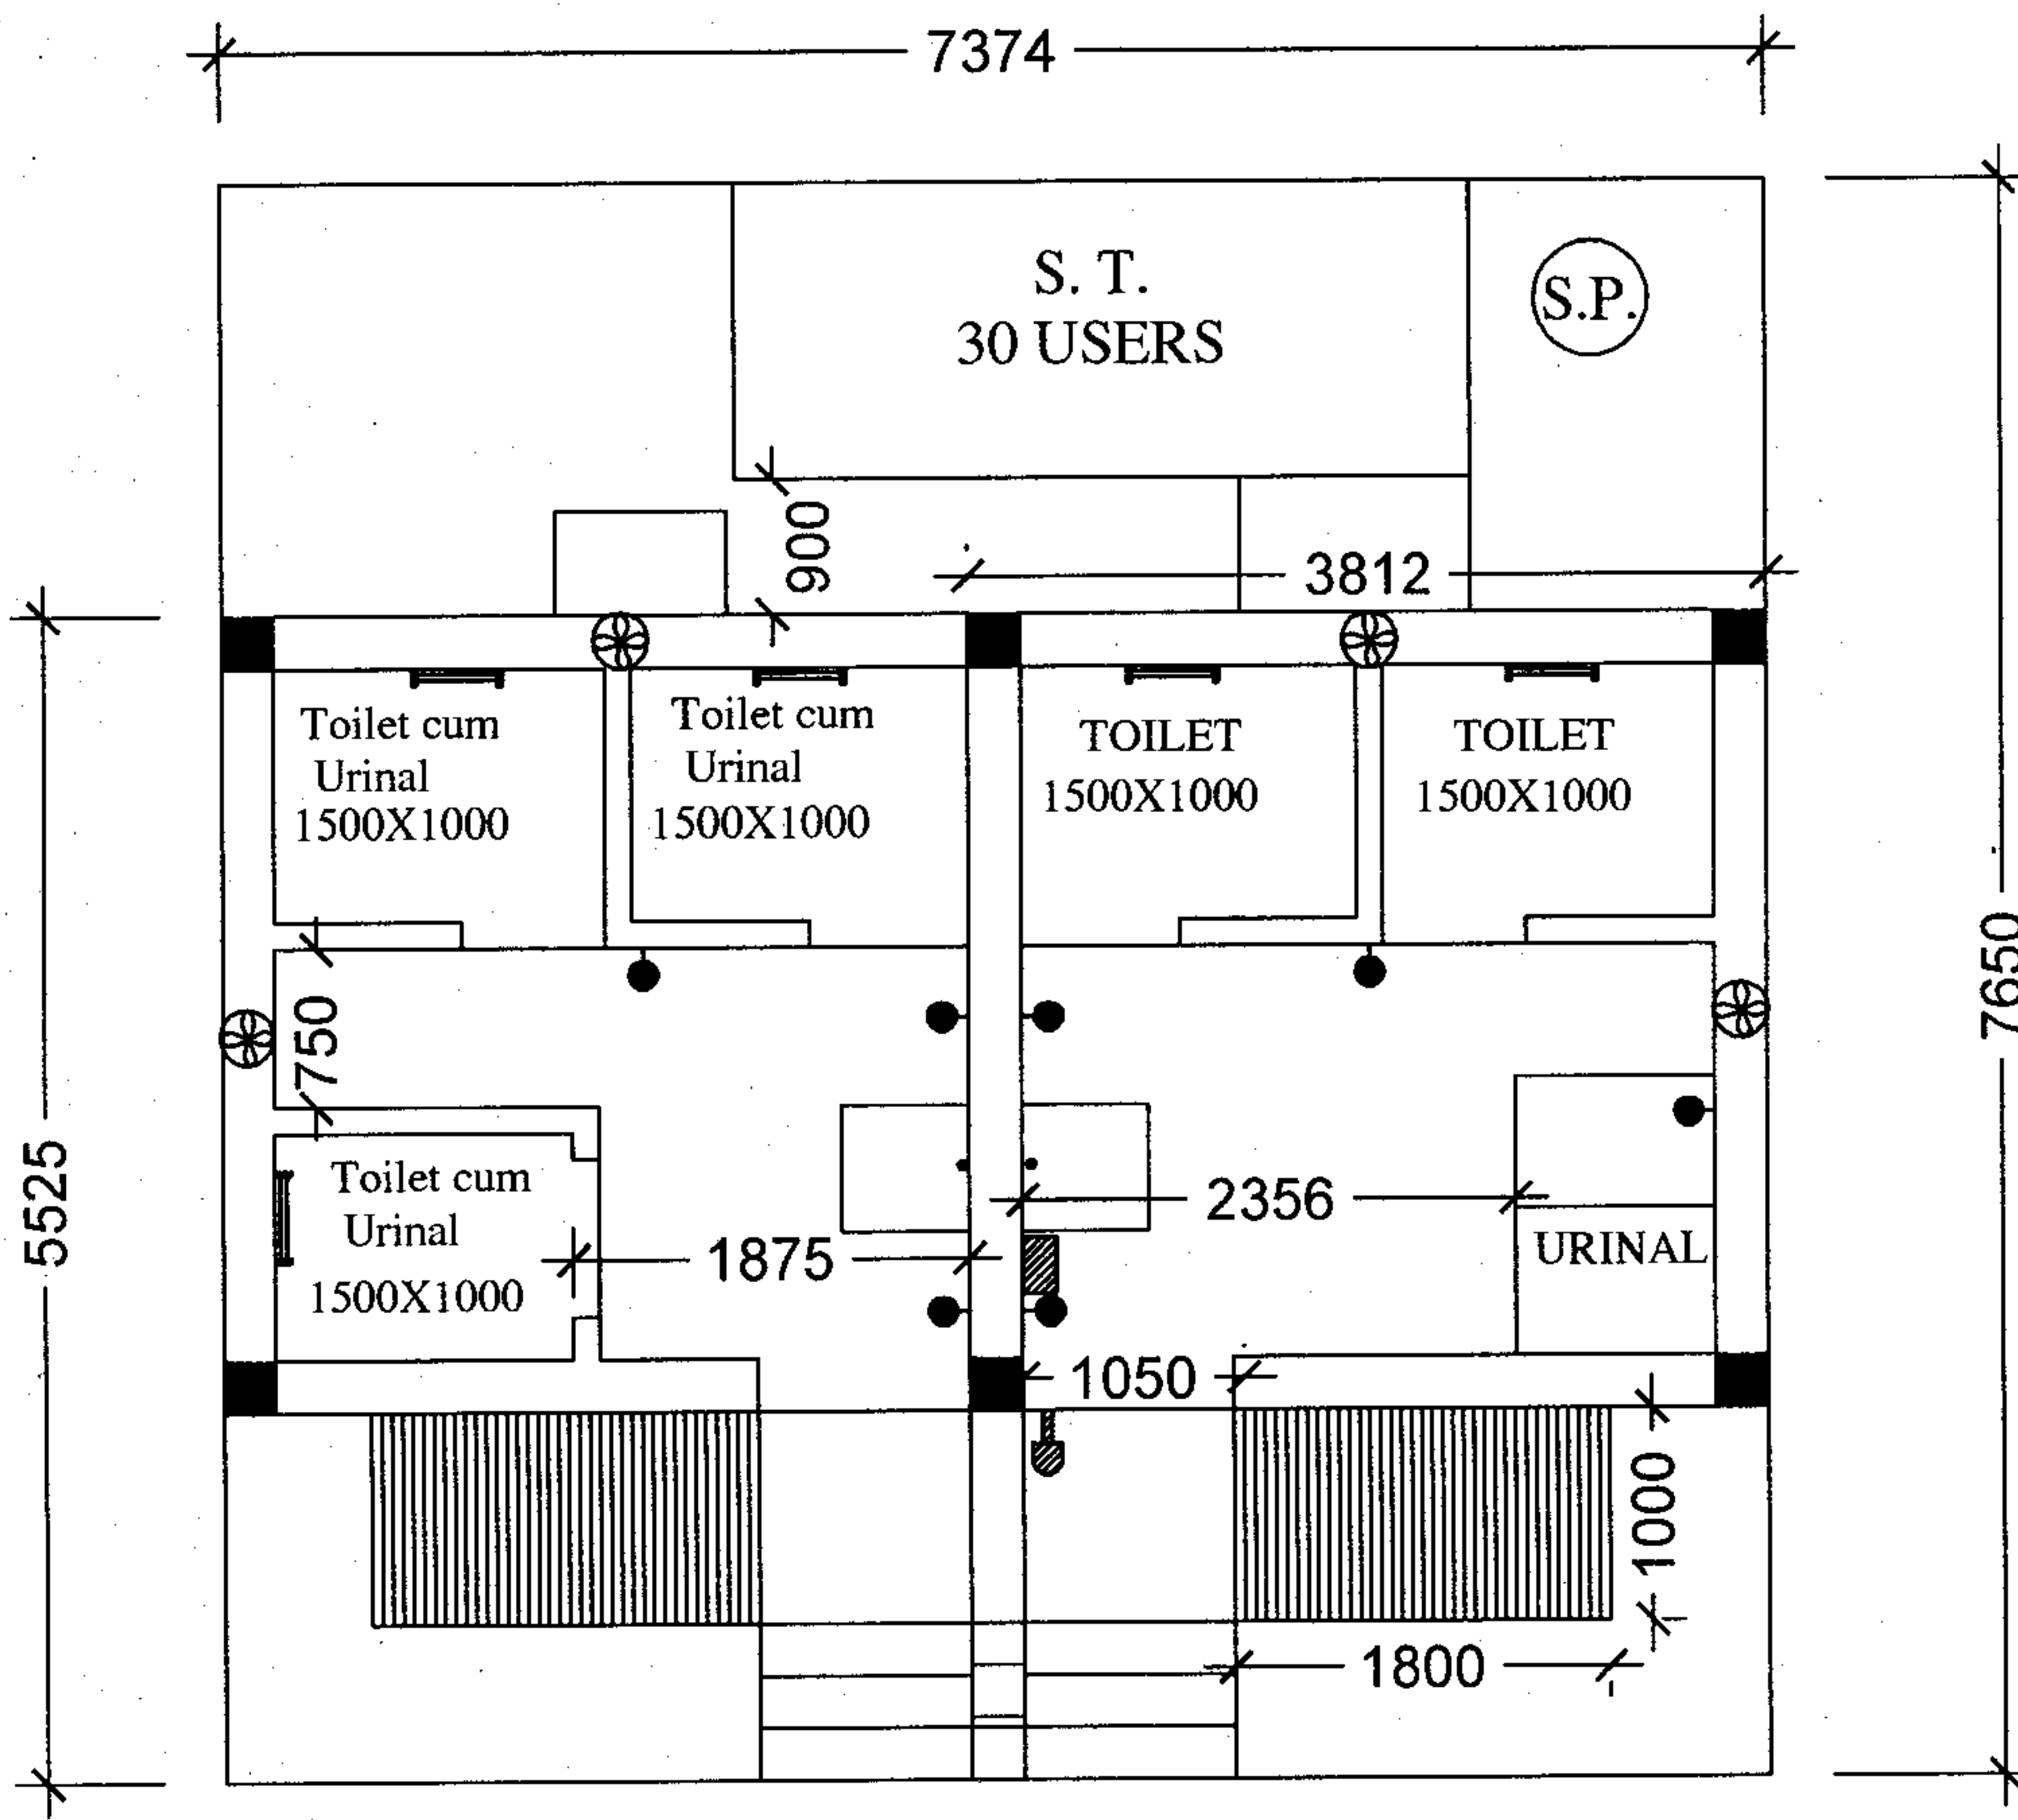 7374
S. T.
30 USERS
S.P.
900
3812
Toilet cum
Urinal
1500X1000
Toilet cum
Urinal
1500X1000
TOILET
1500X1000
TOILET
1500X1000
750
7650
5525
Toilet cum
Urinal
1500X1000
1875
2356
URINAL
1050
1000
1800